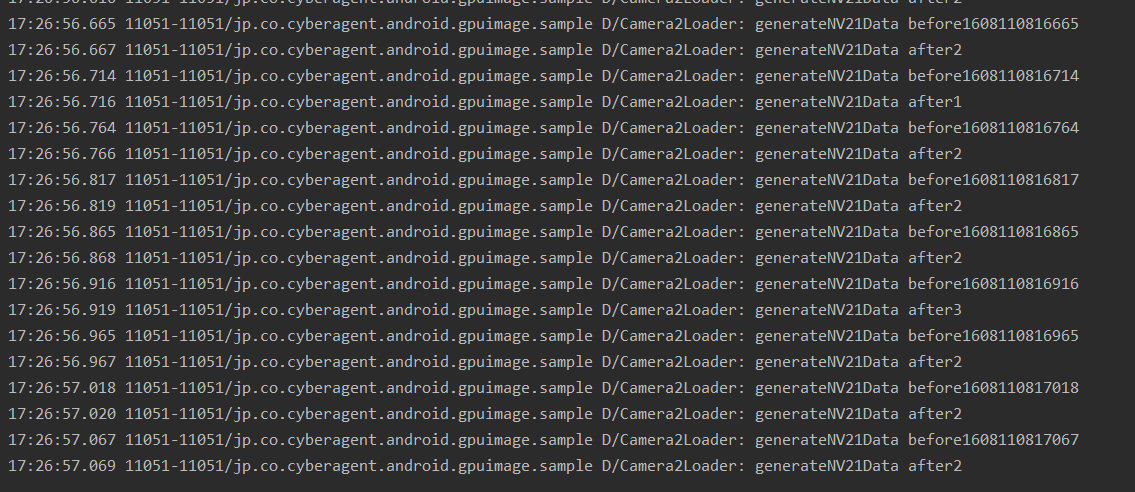 17:26:56.665 11051-11051/jp.co.cyberagent.android.gpuimage.sample D/Camera2Loader: generateNV21Data before1608110816665
17:26:56.667 11051-11051/jp.co.cyberagent.android.gpuimage.sample D/Camera2Loader: generateNV21Data after2
17:26:56.714 11051-11051/jp.co.cyberagent.android.gpuimage.sample D/Camera2Loader: generateNV21Data before1608110816714
17:26:56.716 11051-11051/jp.co.cyberagent.android.gpuimage.sample D/Camera2Loader: generateNV21Data after1
17:26:56.764 11051-11051/jp.co.cyberagent.android.gpuimage.sample D/Camera2Loader: generateNV21Data before1608110816764
17:26:56.766 11051-11051/jp.co.cyberagent.android.gpuimage.sample D/Camera2Loader: generateNV21Data after2
17:26:56.817 11051-11051/jp.co.cyberagent.android.gpuimage.sample D/Camera2Loader: generateNV21Data before1608110816817
17:26:56.819 11051-11051/jp.co.cyberagent.android.gpuimage.sample D/Camera2Loader: generateNV21Data after2
17:26:56.865 11051-11051/jp.co.cyberagent.android.gpuimage.sample D/Camera2Loader: generateNV21Data before1608110816865
17:26:56.868 11051-11051/jp.co.cyberagent.android.gpuimage.sample D/Camera2Loader: generateNV21Data after2
17:26:56.916 11051-11051/jp.co.cyberagent.android.gpuimage.sample D/Camera2Loader: generateNV21Data before1608110816916
17:26:56.919 11051-11051/jp.co.cyberagent.android.gpuimage.sample D/Camera2Loader: generateNV21Data after3
17:26:56.965 11051-11051/jp.co.cyberagent.android.gpuimage.sample D/Camera2Loader: generateNV21Data before1608110816965
17:26:56.967 11051-11051/jp.co.cyberagent.android.gpuimage.sample D/Camera2Loader: generateNV21Data after2
17:26:57.018 11051-11051/jp.co.cyberagent.android.gpuimage.sample D/Camera2Loader: generateNV21Data before1608110817018
17:26:57.020 11051-11051/jp.co.cyberagent.android.gpuimage.sample D/Camera2Loader: generateNV21Data after2
17:26:57.067 11051-11051/jp.co.cyberagent.android.gpuimage.sample D/Camera2Loader: generateNV21Data before1608110817067
17:26:57.069 11051-11051/jp.co.cyberagent.android.gpuimage.sample D/Camera2Loader: generateNV21Data after2